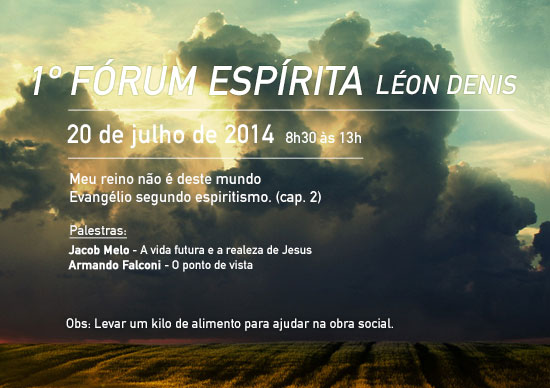 1º FÓRUM ESPÍRITA LÉON DENIS
20 de julho de 2014 8h30 às 13h
Meu reino não é deste mundo
Evangélio segundo espiritismo. (cap. 2)
Palestras:
Jacob Melo - A vida futura e a realeza de Jesus
Armando Falconi - O ponto de vista
Obs: Levar um kilo de alimento para ajudar na obra social.